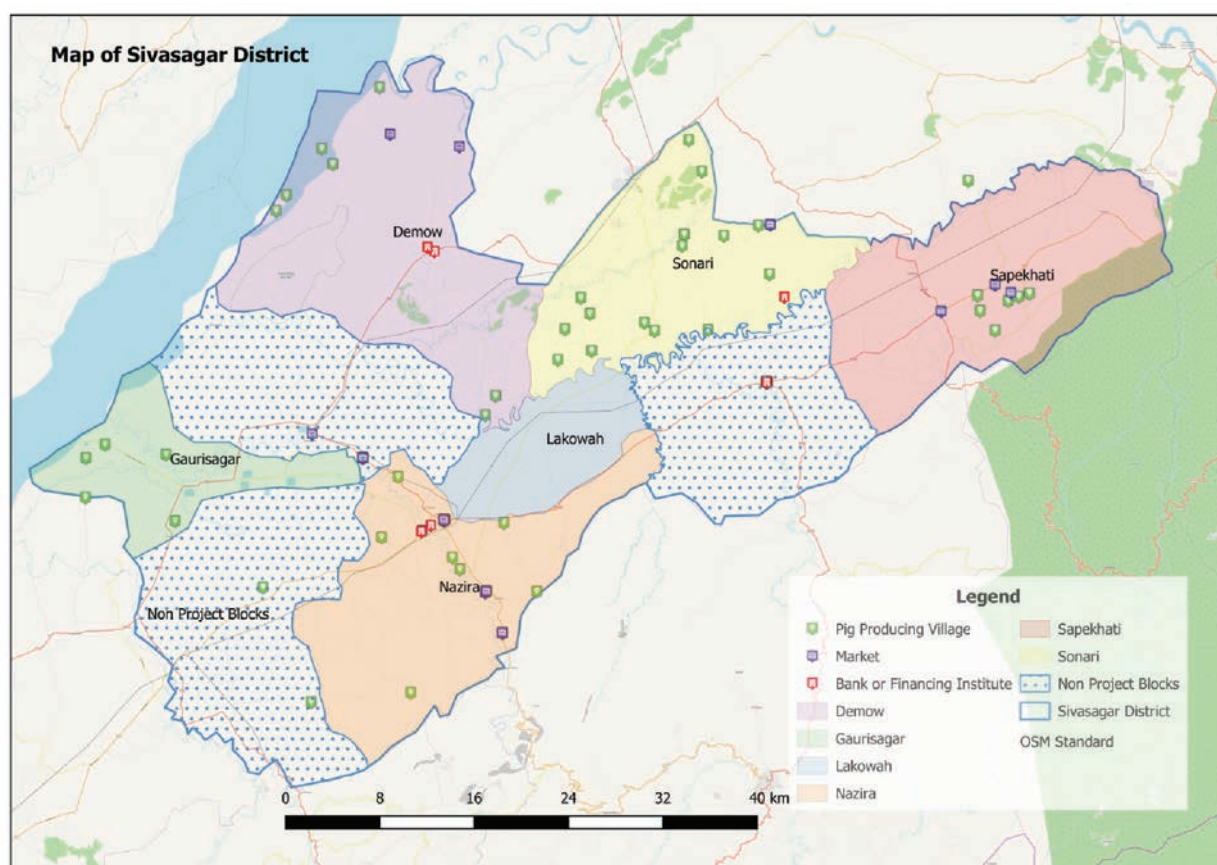 Map of Sivasagar District
Demow
Sonari
Sapekhati
Lakowah
Gaurisagar
Nazira
Non Project Blocks
Legend
Pig Producing Village
Market
Bank or Financing Institute
Demow
Gaurisagar
Lakowah
Nazira
Sapekhati
Sonari
Non Project Blocks
Sivasagar District
OSM Standard
0 8 16 24 32 40 km